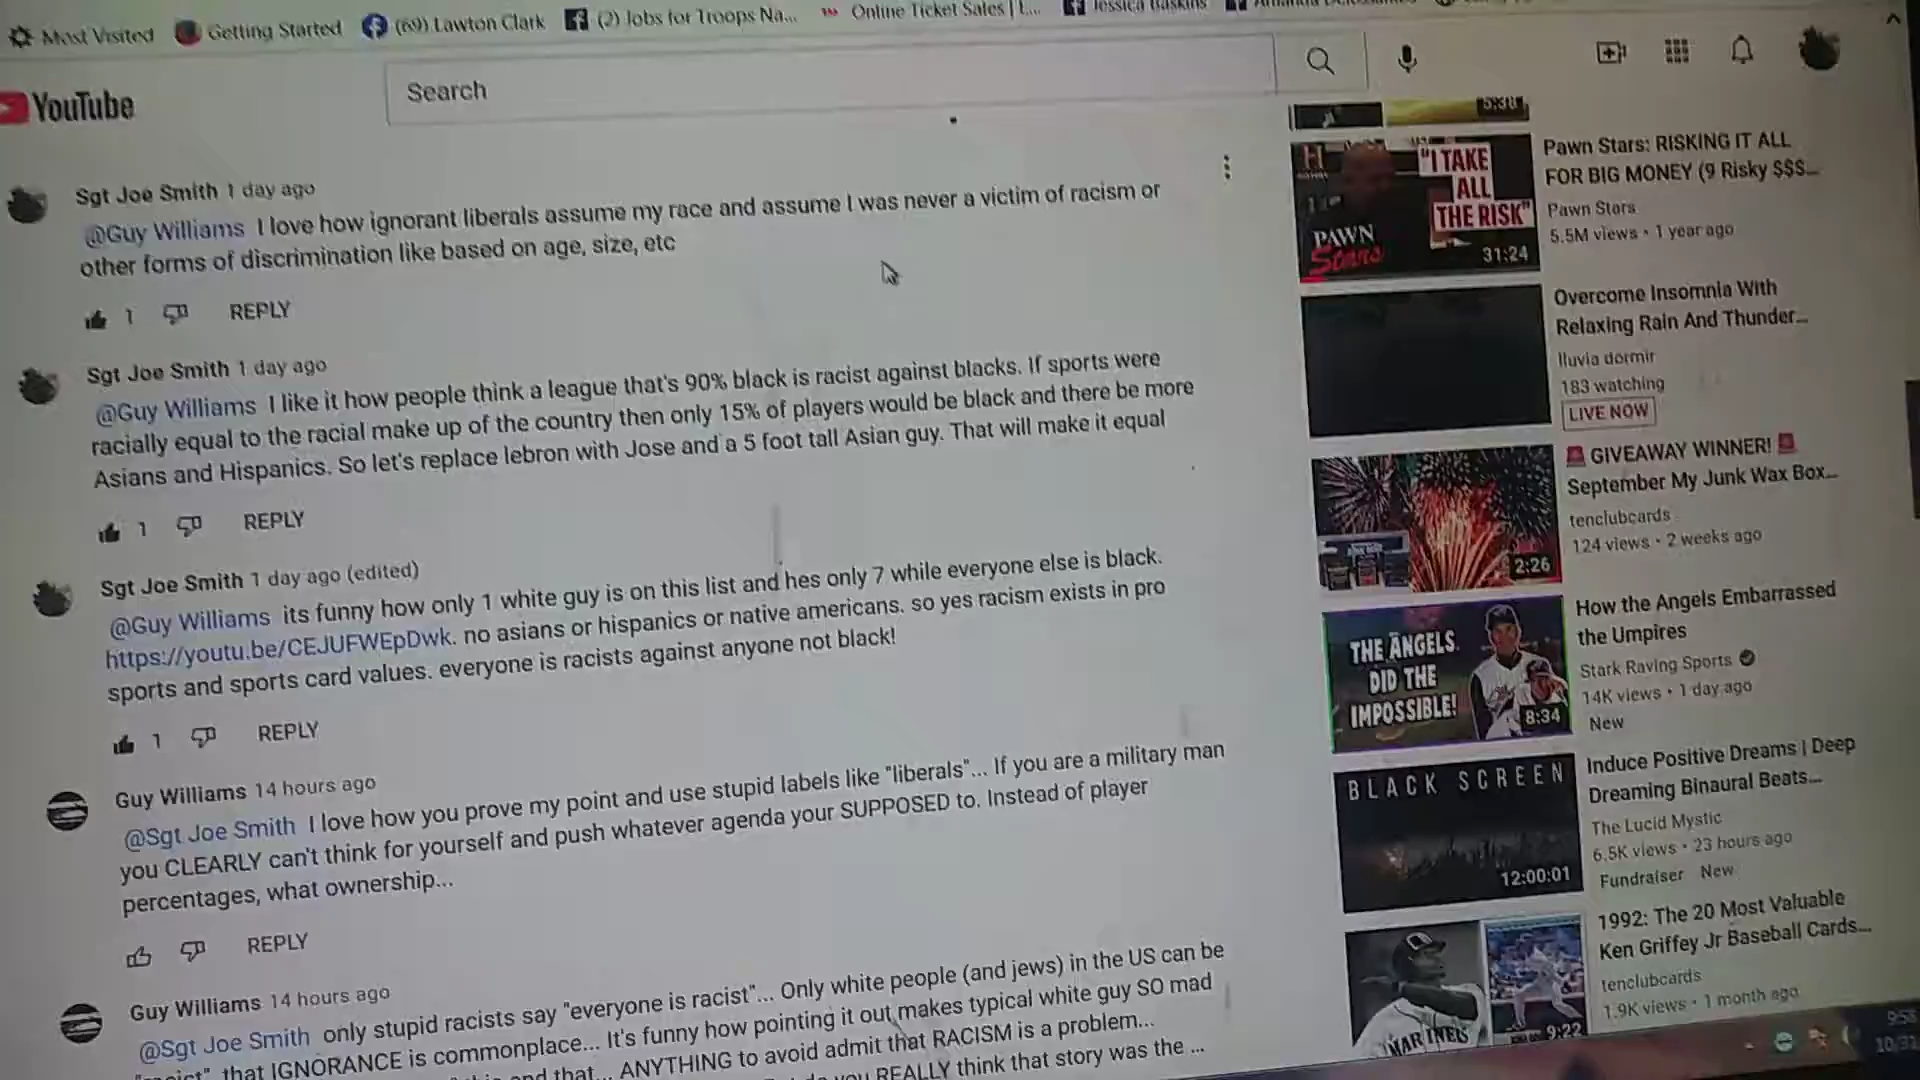 Most Visited Getting Started (69) Lawton Clark (2) Jobs for Troops Na... Online Ticket Sales | L...
YouTube
Search
Sgt Joe Smith 1 day ago
@Guy Williams I love how ignorant liberals assume my race and assume I was never a victim of racism or
other forms of discrimination like based on age, size, etc
1 REPLY
Sgt Joe Smith 1 day ago
@Guy Williams I like it how people think a league that's 90% black is racist against blacks. If sports were
racially equal to the racial make up of the country then only 15% of players would be black and there be more
Asians and Hispanics. So let's replace lebron with Jose and a 5 foot tall Asian guy. That will make it equal
1 REPLY
Sgt Joe Smith 1 day ago (edited)
@Guy Williams its funny how only 1 white guy is on this list and hes only 7 while everyone else is black.
https://youtu.be/CEJUFWEpDwk. no asians or hispanics or native americans. so yes racism exists in pro
sports and sports card values. everyone is racists against anyone not black!
1 REPLY
Guy Williams 14 hours ago
@Sgt Joe Smith I love how you prove my point and use stupid labels like "liberals"... If you are a military man
you CLEARLY can't think for yourself and push whatever agenda your SUPPOSED to. Instead of player
percentages, what ownership...
REPLY
Guy Williams 14 hours ago
@Sgt Joe Smith only stupid racists say "everyone is racist"... Only white people (and jews) in the US can be
that IGNORANCE is commonplace... It's funny how pointing it out makes typical white guy SO mad
and that... ANYTHING to avoid admit that RACISM is a problem...
you REALLY think that story was the ...
5:38
"I TAKE
ALL
THE RISK"
PAWN
Stars
31:24
Pawn Stars: RISKING IT ALL
FOR BIG MONEY (9 Risky $$$...
Pawn Stars
5.5M views • 1 year ago
Overcome Insomnia With
Relaxing Rain And Thunder...
lluvia dormir
183 watching
LIVE NOW
2:26
🚨 GIVEAWAY WINNER! 🚨
September My Junk Wax Box...
tenclubcards
124 views • 2 weeks ago
THE ANGELS
DID THE
IMPOSSIBLE!
8:34
How the Angels Embarrassed
the Umpires
Stark Raving Sports
14K views • 1 day ago
New
BLACK SCREEN
12:00:01
Induce Positive Dreams | Deep
Dreaming Binaural Beats...
The Lucid Mystic
6.5K views • 23 hours ago
Fundraiser New
MARINERS
9:22
1992: The 20 Most Valuable
Ken Griffey Jr Baseball Cards...
tenclubcards
1.9K views • 1 month ago